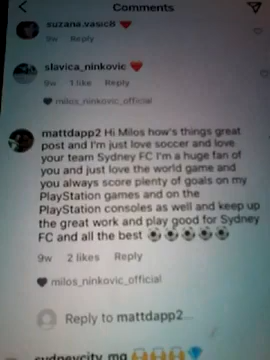 Comments
suzana.vasic8 ❤️
9w Reply
slavica_ninkovic ❤️
9w 1 like Reply
milos_ninkovic_official
mattdapp2 Hi Milos how's things great
post and I'm just love soccer and love
your team Sydney FC I'm a huge fan of
you and just love the world game and
you always score plenty of goals on my
PlayStation games and on the
PlayStation consoles as well and keep up
the great work and play good for Sydney
FC and all the best ⚽⚽⚽⚽⚽
9w 2 likes Reply
milos_ninkovic_official
Reply to mattdapp2...